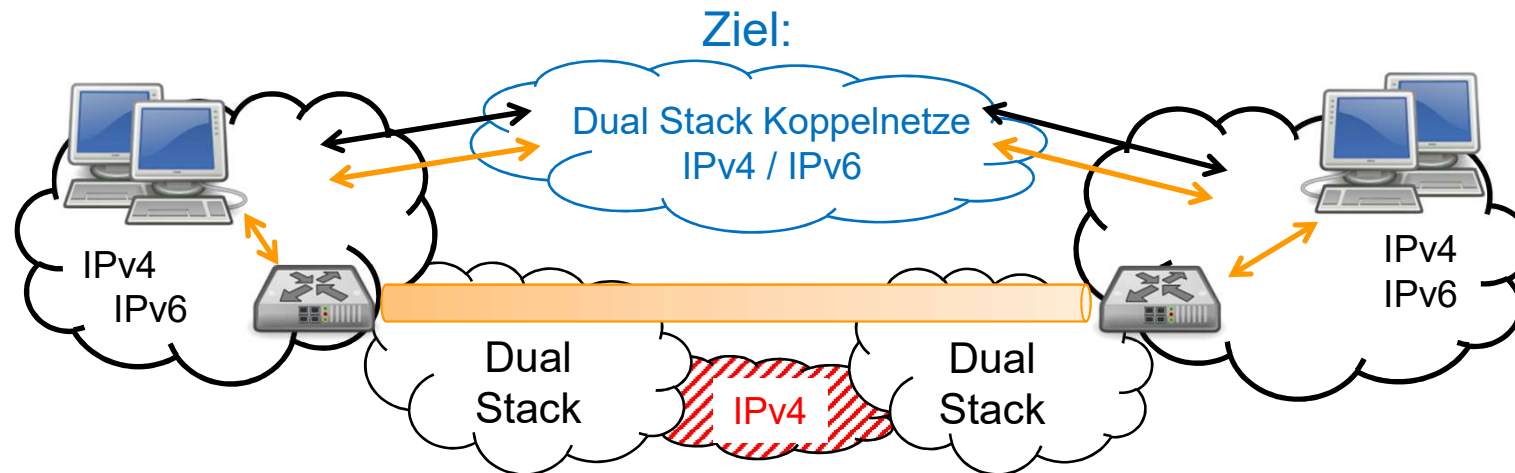 Ziel:
Dual Stack Koppelnetze
IPv4 / IPv6
IPv4
IPv6
IPv4
IPv6
Dual
Stack
IPv4
Dual
Stack